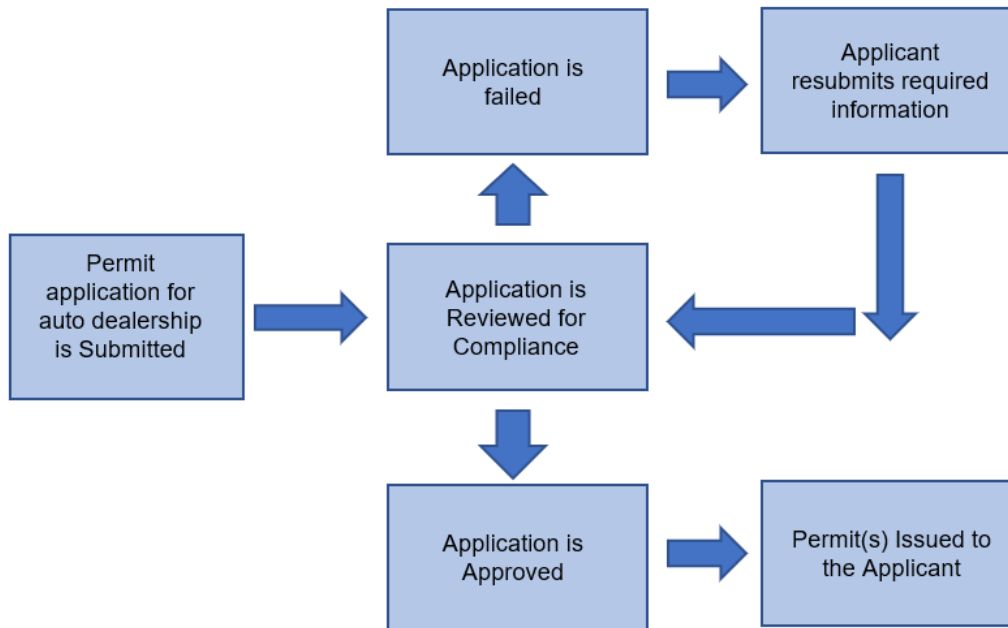 Application is
failed
Applicant
resubmits required
information
Permit
application for
auto dealership
is Submitted
Application is
Reviewed for
Compliance
Application is
Approved
Permit(s) Issued to
the Applicant